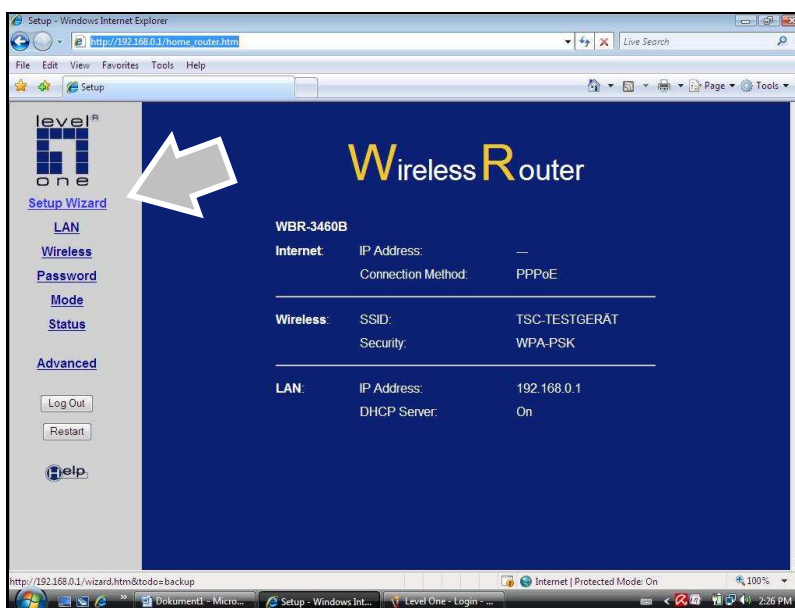 Setup - Windows Internet Explorer
http://192.168.0.1/home_router.htm
Live Search
File Edit View Favorites Tools Help
Setup
Page Tools
level one
Wireless Router
Setup Wizard
LAN
Wireless
Password
Mode
Status
Advanced
Log Out
Restart
Help
WBR-3460B
Internet: IP Address: ---
Connection Method: PPPoE
Wireless: SSID: TSC-TESTGERÄT
Security: WPA-PSK
LAN: IP Address: 192.168.0.1
DHCP Server: On
http://192.168.0.1/wizard.htm&todo=backup
Internet | Protected Mode: On
100%
Dokument1 - Micro...
Setup - Windows Int...
Level One - Login - ...
2:26 PM